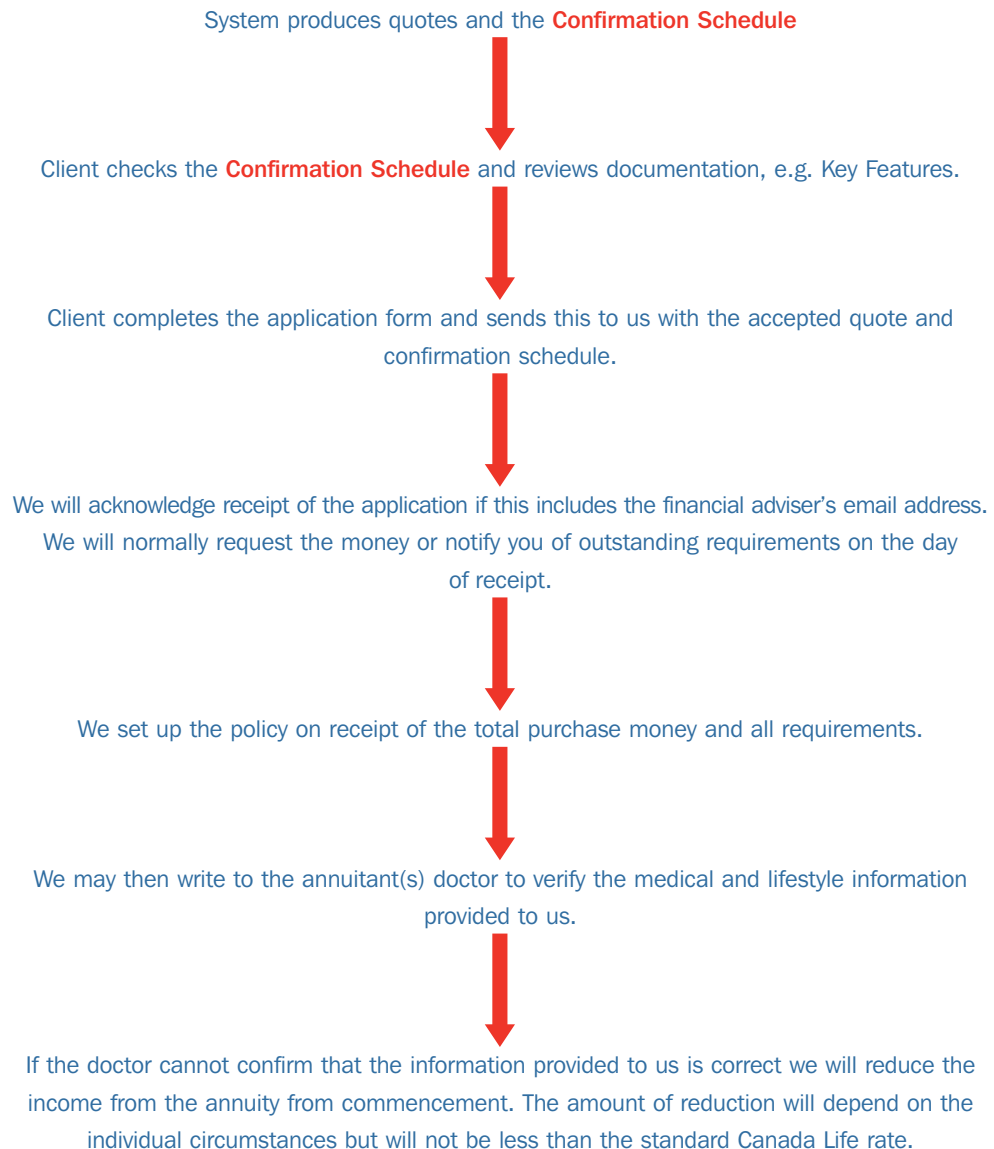 System produces quotes and the Confirmation Schedule
Client checks the Confirmation Schedule and reviews documentation, e.g. Key Features.
Client completes the application form and sends this to us with the accepted quote and
confirmation schedule.
We will acknowledge receipt of the application if this includes the financial adviser’s email address.
We will normally request the money or notify you of outstanding requirements on the day
of receipt.
We set up the policy on receipt of the total purchase money and all requirements.
We may then write to the annuitant(s) doctor to verify the medical and lifestyle information
provided to us.
If the doctor cannot confirm that the information provided to us is correct we will reduce the
income from the annuity from commencement. The amount of reduction will depend on the
individual circumstances but will not be less than the standard Canada Life rate.